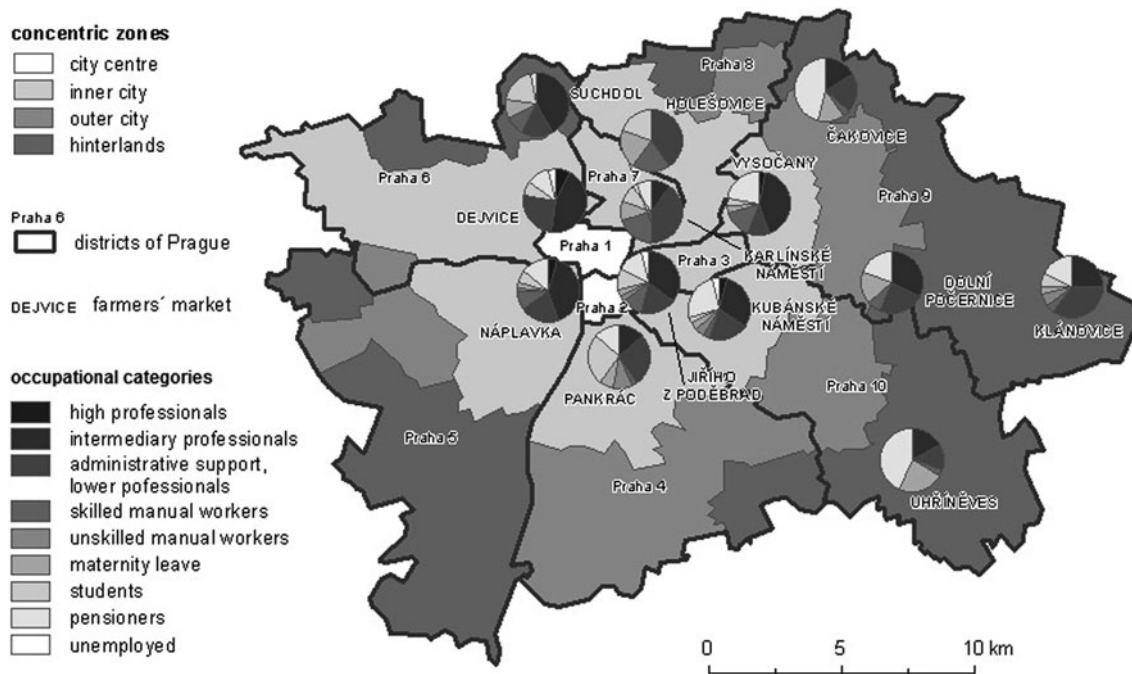 concentric zones
city centre
inner city
outer city
hinterlands
Praha 6
districts of Prague
DEJVICE farmers´ market
occupational categories
high professionals
intermediary professionals
administrative support,
lower pofessionals
skilled manual workers
unskilled manual workers
maternity leave
students
pensioners
unemployed
Praha 8
SUCHDOL
HOLEŠOVICE
ČAKOVICE
VYSOČANY
Praha 6
Praha 7
Praha 9
DEJVICE
Praha 1
Praha 3
KARLÍNSKÉ
NÁMĚSTÍ
DOLNÍ
POČERNICE
KLÁNOVICE
Praha 2
KUBÁNSKÉ
NÁMĚSTÍ
NÁPLAVKA
JIŘÍHO
Z PODĚBRAD
PANKRÁC
Praha 10
Praha 5
Praha 4
UHŘÍNĚVES
0 5 10 km